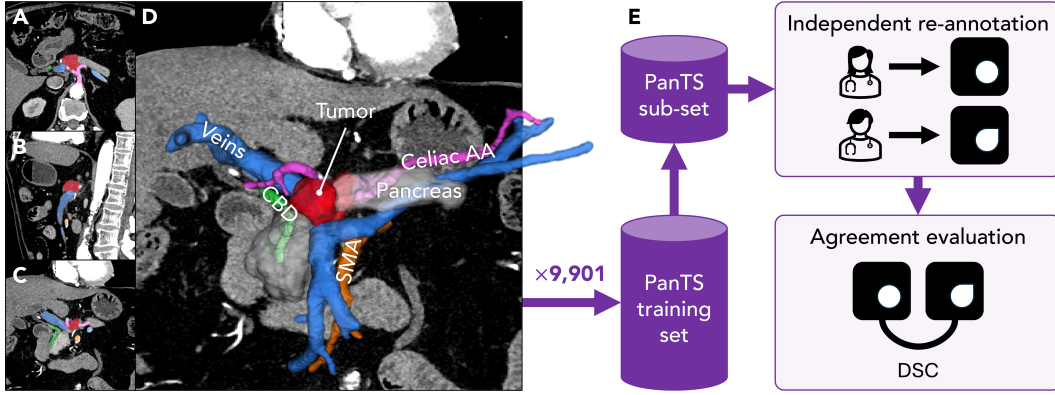 A
B
C
D
Tumor
Veins
Celiac AA
Pancreas
CBD
SMA
×9,901
E
PanTS
sub-set
PanTS
training
set
Independent re-annotation
Agreement evaluation
DSC